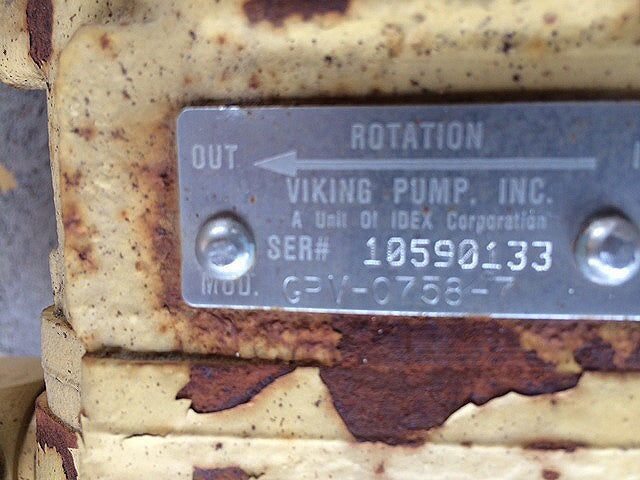 ROTATION
OUT
VIKING PUMP. INC.
A Unit Of IDEX Corporation
SER# 10590133
MOD. GPV-0758-7